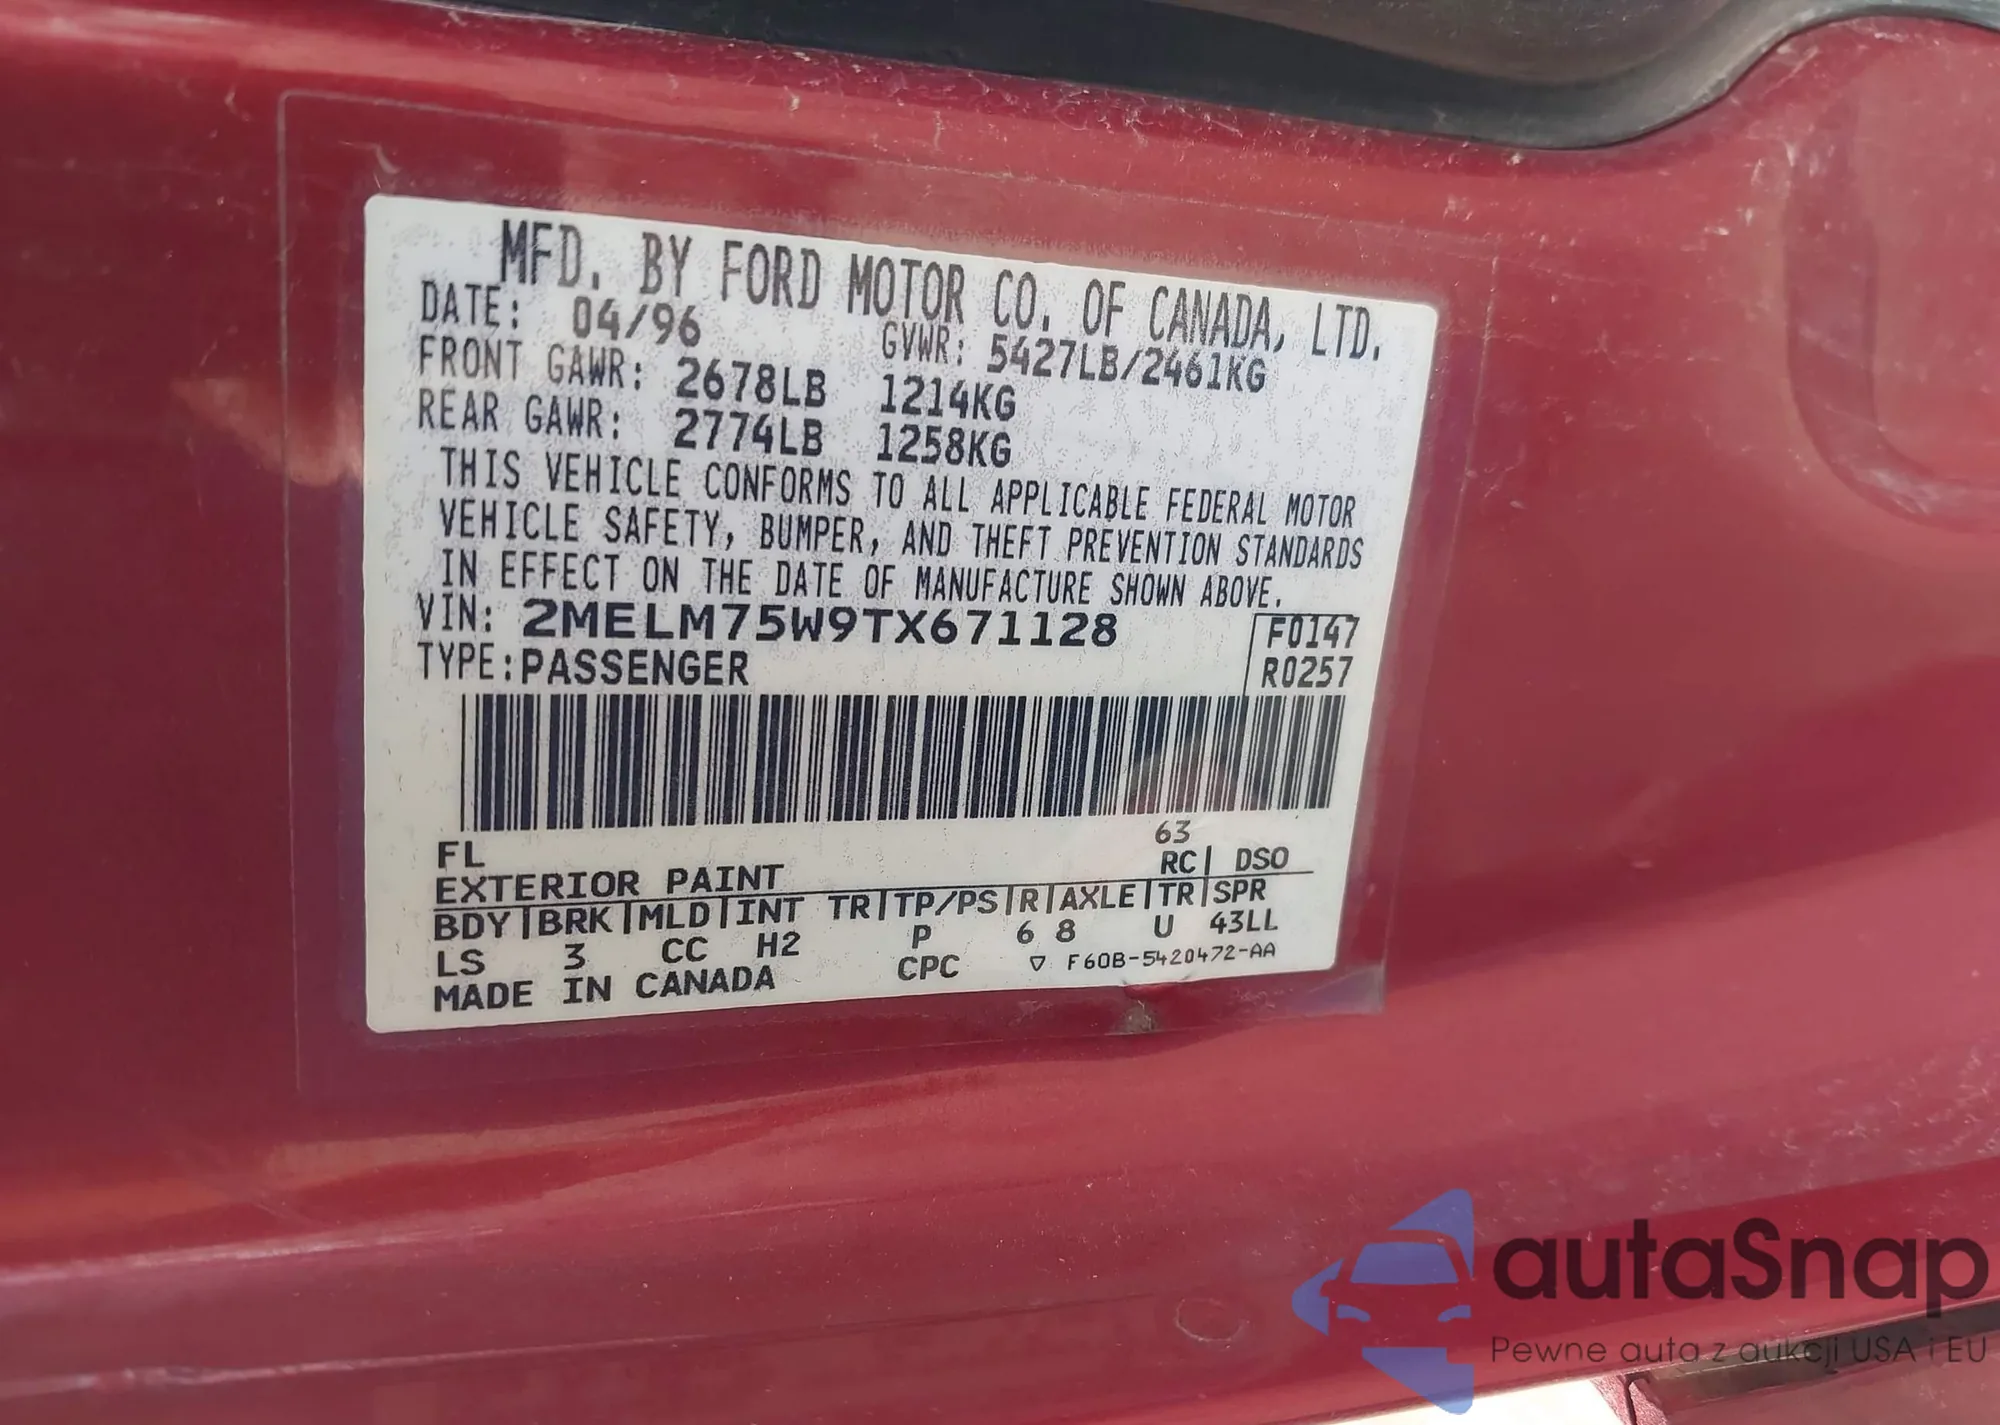 MFD. BY FORD MOTOR CO. OF CANADA, LTD.
DATE: 04/96 GVWR: 5427LB/2461KG
FRONT GAWR: 2678LB 1214KG
REAR GAWR: 2774LB 1258KG
THIS VEHICLE CONFORMS TO ALL APPLICABLE FEDERAL MOTOR
VEHICLE SAFETY, BUMPER, AND THEFT PREVENTION STANDARDS
IN EFFECT ON THE DATE OF MANUFACTURE SHOWN ABOVE.
VIN: 2MELM75W9TX671128 F0147
TYPE: PASSENGER R0257
FL 63
EXTERIOR PAINT RC| DSO
BDY|BRK|MLD|INT TR|TP/PS|R|AXLE|TR|SPR
LS 3 CC H2 P 6 8 U 43LL
MADE IN CANADA CPC ▽ F60B-5420472-AA
autaSnap
Pewne auta z aukcji USA i EU